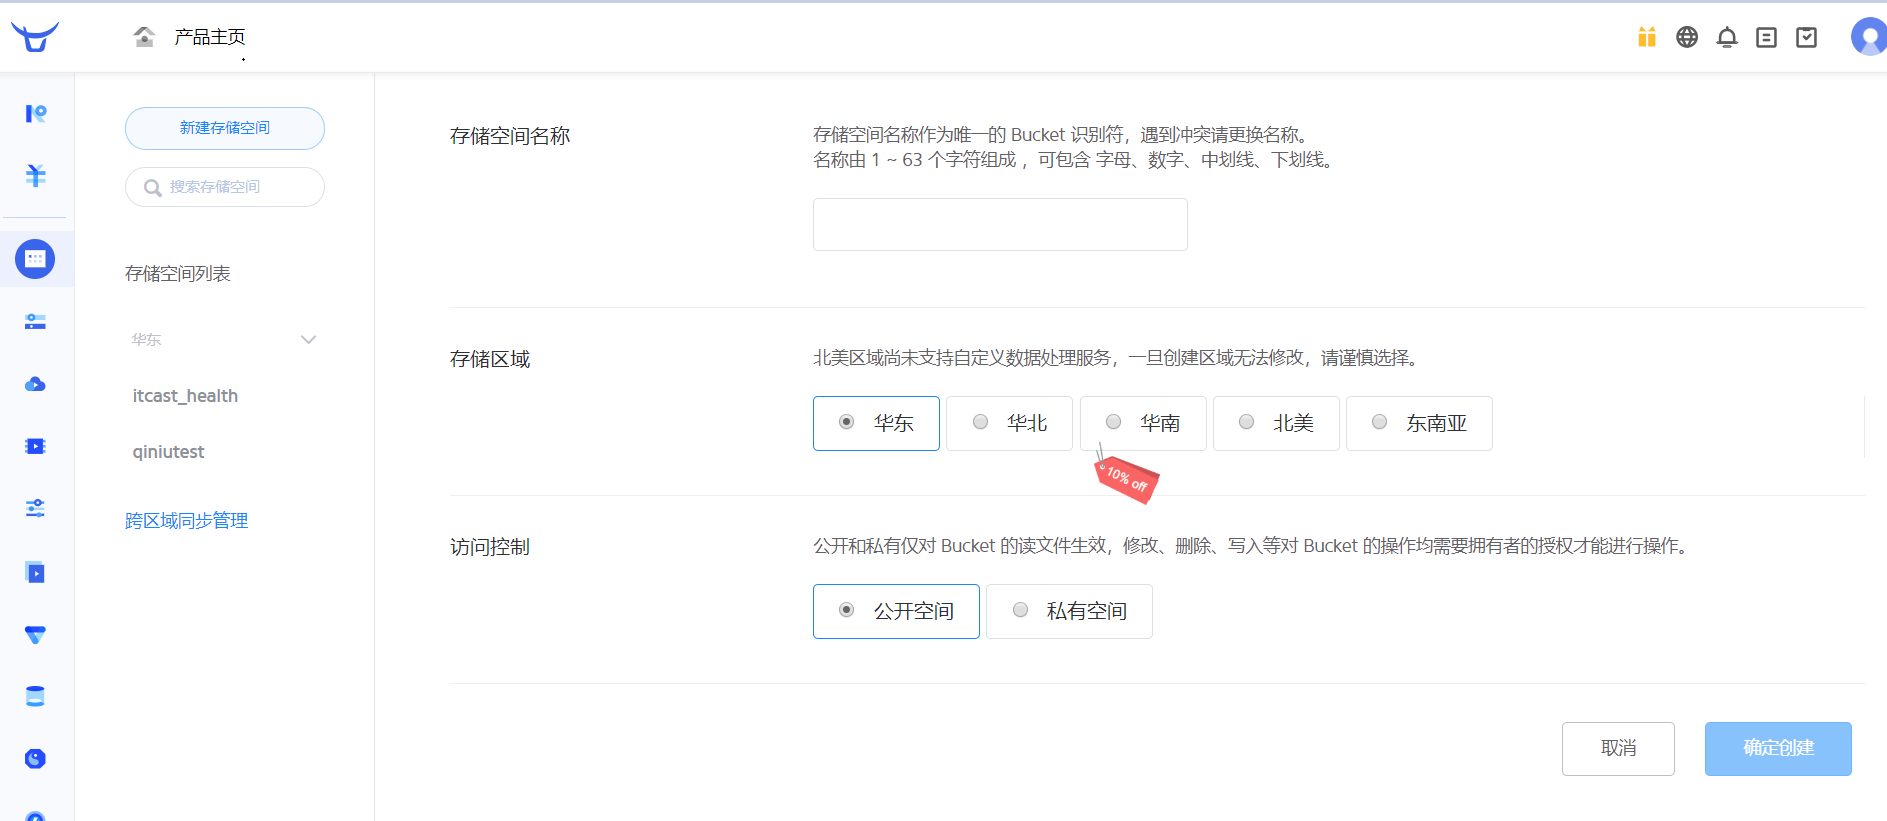 产品主页
新建存储空间
搜索存储空间
存储空间列表
华东
itcast_health
qiniutest
跨区域同步管理
存储空间名称
存储空间名称作为唯一的 Bucket 识别符，遇到冲突请更换名称。
名称由 1 ~ 63 个字符组成 ，可包含 字母、数字、中划线、下划线。
存储区域
北美区域尚未支持自定义数据处理服务，一旦创建区域无法修改，请谨慎选择。
华东 华北 华南 北美 东南亚
10% off
访问控制
公开和私有仅对 Bucket 的读文件生效，修改、删除、写入等对 Bucket 的操作均需要拥有者的授权才能进行操作。
公开空间 私有空间
取消 确定创建